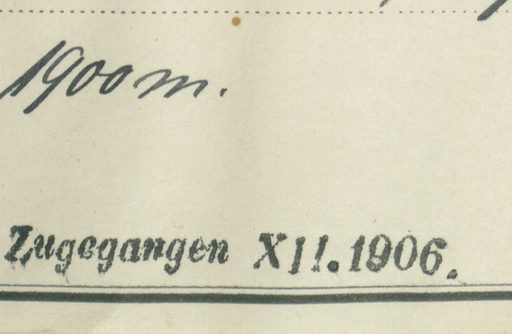 1900 m.
Zugegangen XII. 1906.